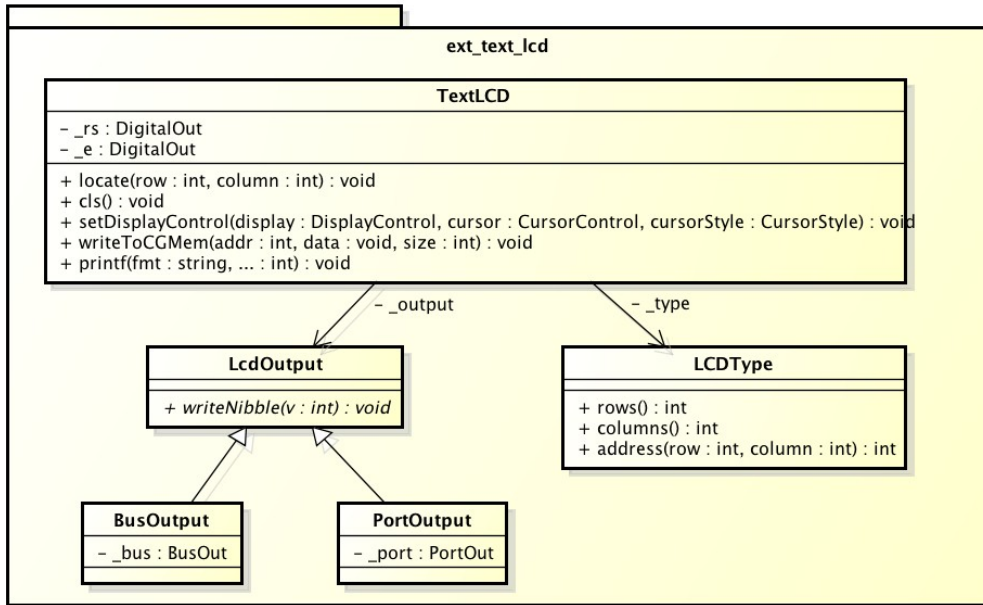 ext_text_lcd
TextLCD
- _rs : DigitalOut
- _e : DigitalOut
+ locate(row : int, column : int) : void
+ cls() : void
+ setDisplayControl(display : DisplayControl, cursor : CursorControl, cursorStyle : CursorStyle) : void
+ writeToCGMem(addr : int, data : void, size : int) : void
+ printf(fmt : string, ... : int) : void
- _output
- _type
LcdOutput
+ writeNibble(v : int) : void
LCDType
+ rows() : int
+ columns() : int
+ address(row : int, column : int) : int
BusOutput
- _bus : BusOut
PortOutput
- _port : PortOut